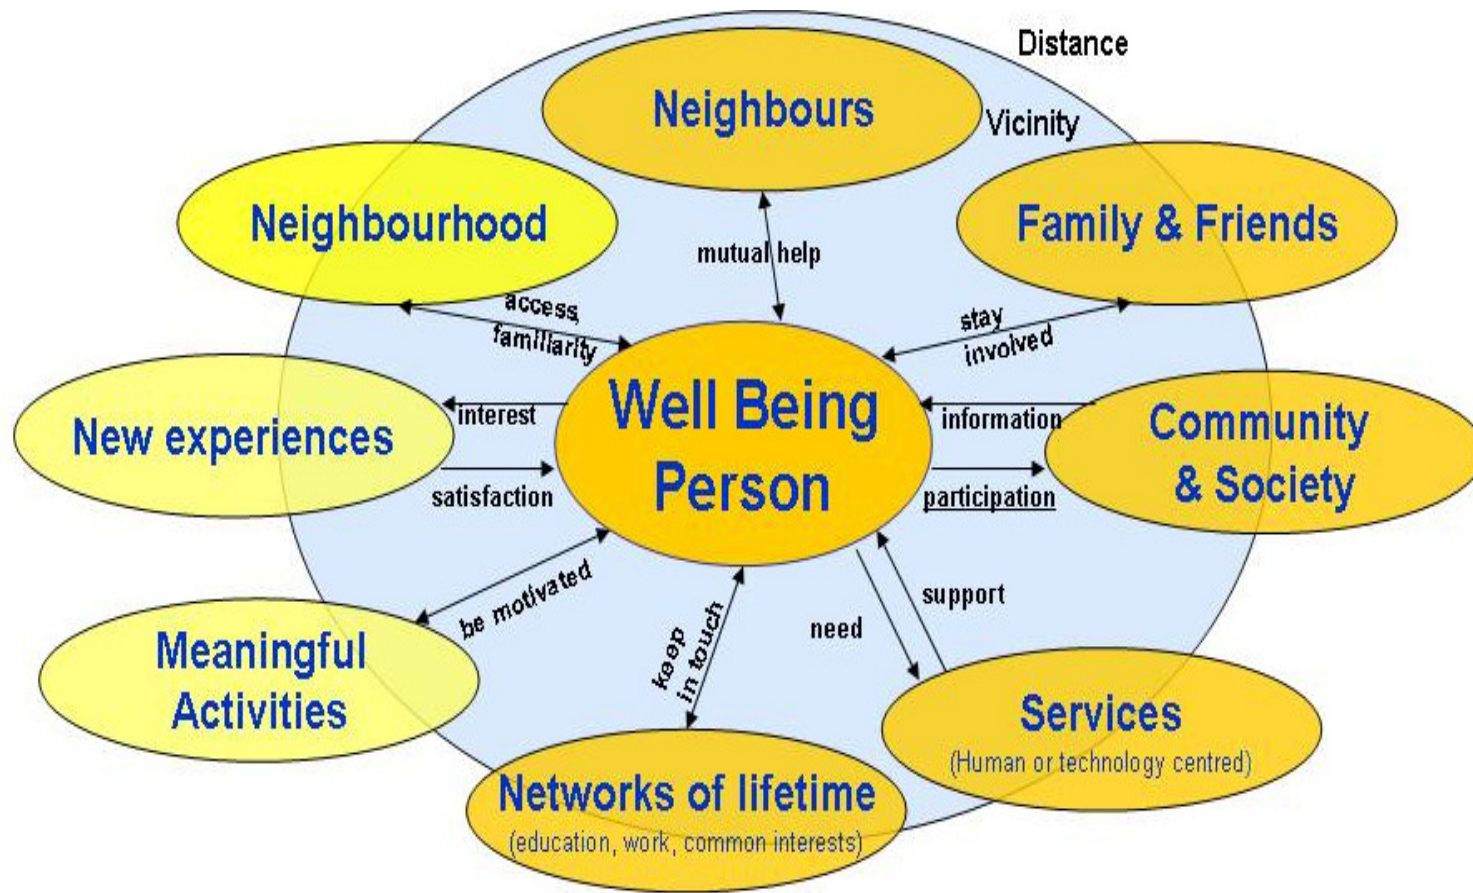 Distance
Neighbours
Vicinity
Neighbourhood
Family & Friends
mutual help
access,
familiarity
stay
involved
Well Being
Person
New experiences
interest
satisfaction
information
participation
Community
& Society
Meaningful
Activities
be motivated
keep
in touch
need
support
Services
(Human or technology centred)
Networks of lifetime
(education, work, common interests)